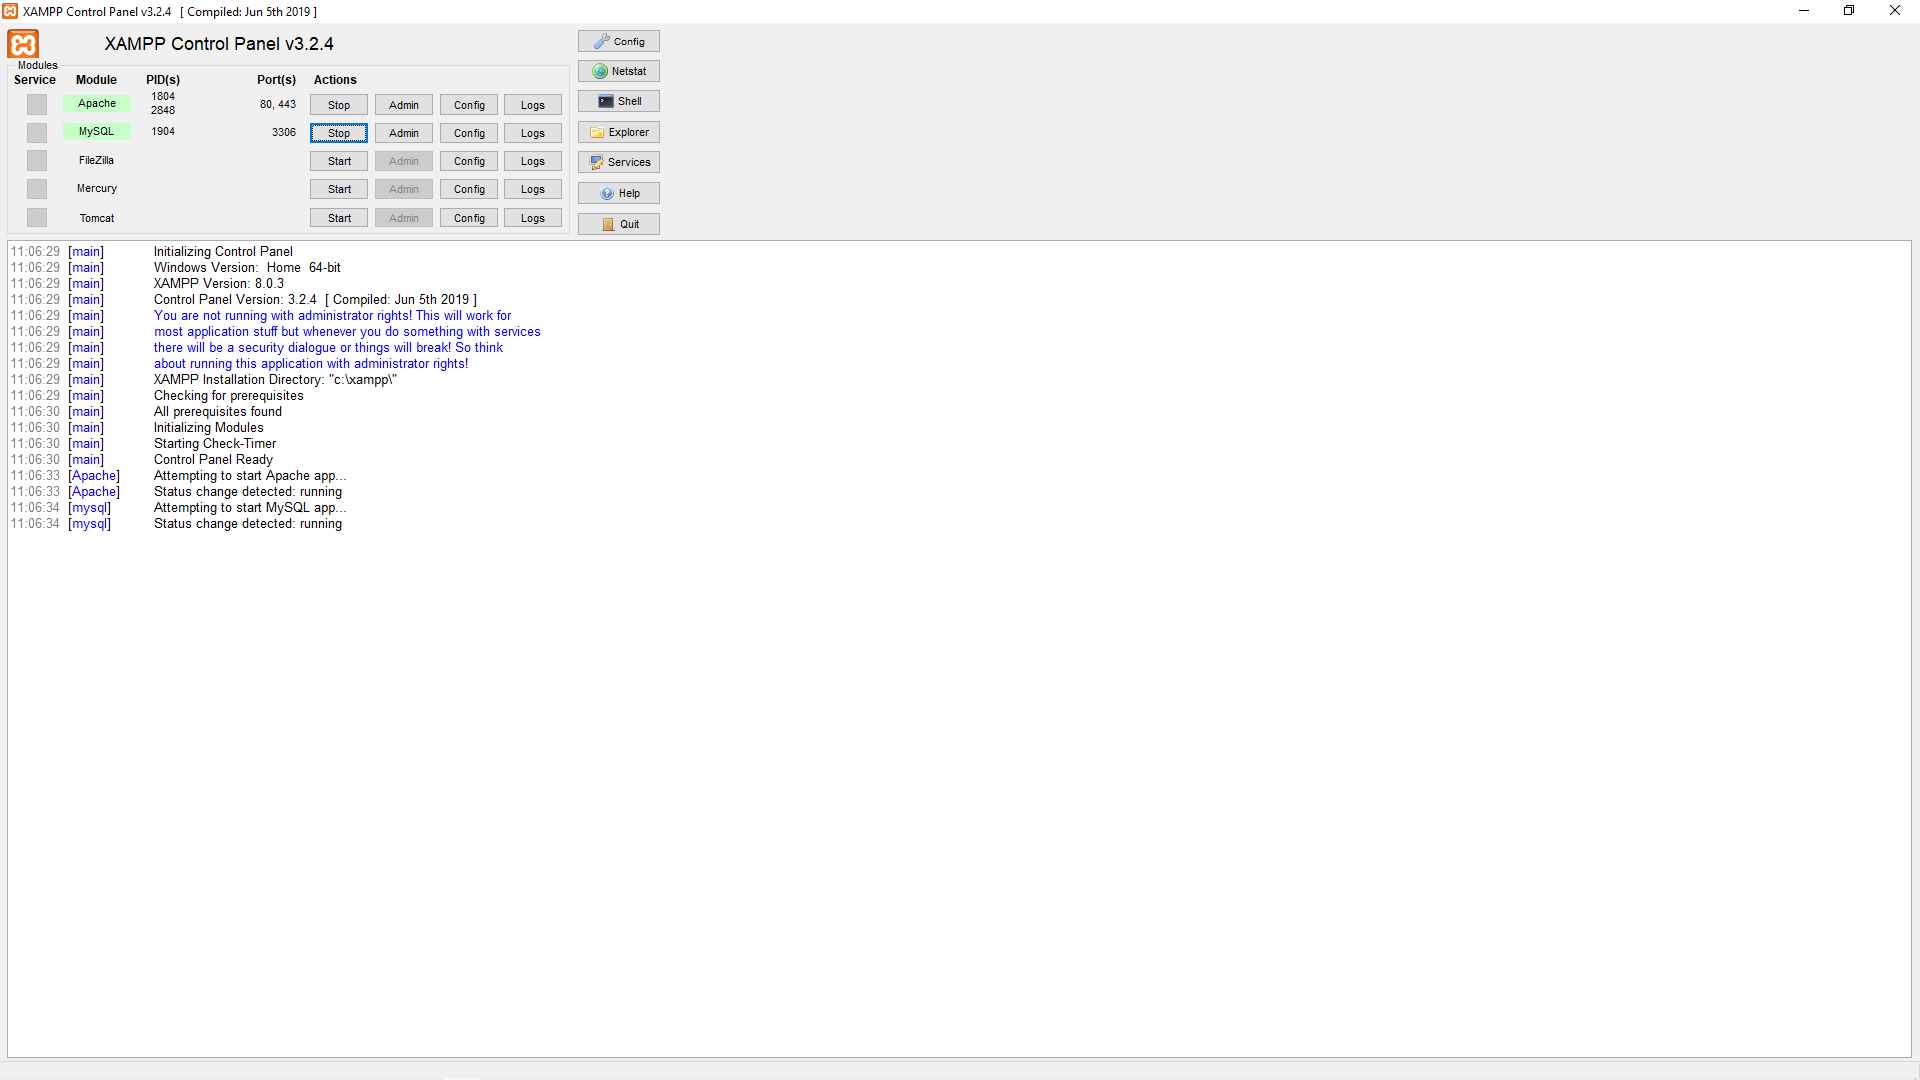 XAMPP Control Panel v3.2.4 [ Compiled: Jun 5th 2019 ]
XAMPP Control Panel v3.2.4
Config
Netstat
Shell
Explorer
Services
Help
Quit
Modules
Service Module PID(s) Port(s) Actions
Apache 1804 2848 80, 443 Stop Admin Config Logs
MySQL 1904 3306 Stop Admin Config Logs
FileZilla Start Admin Config Logs
Mercury Start Admin Config Logs
Tomcat Start Admin Config Logs
11:06:29 [main] Initializing Control Panel
11:06:29 [main] Windows Version: Home 64-bit
11:06:29 [main] XAMPP Version: 8.0.3
11:06:29 [main] Control Panel Version: 3.2.4 [ Compiled: Jun 5th 2019 ]
11:06:29 [main] You are not running with administrator rights! This will work for
11:06:29 [main] most application stuff but whenever you do something with services
11:06:29 [main] there will be a security dialogue or things will break! So think
11:06:29 [main] about running this application with administrator rights!
11:06:29 [main] XAMPP Installation Directory: "c:\xampp\"
11:06:29 [main] Checking for prerequisites
11:06:30 [main] All prerequisites found
11:06:30 [main] Initializing Modules
11:06:30 [main] Starting Check-Timer
11:06:30 [main] Control Panel Ready
11:06:33 [Apache] Attempting to start Apache app...
11:06:33 [Apache] Status change detected: running
11:06:34 [mysql] Attempting to start MySQL app...
11:06:34 [mysql] Status change detected: running